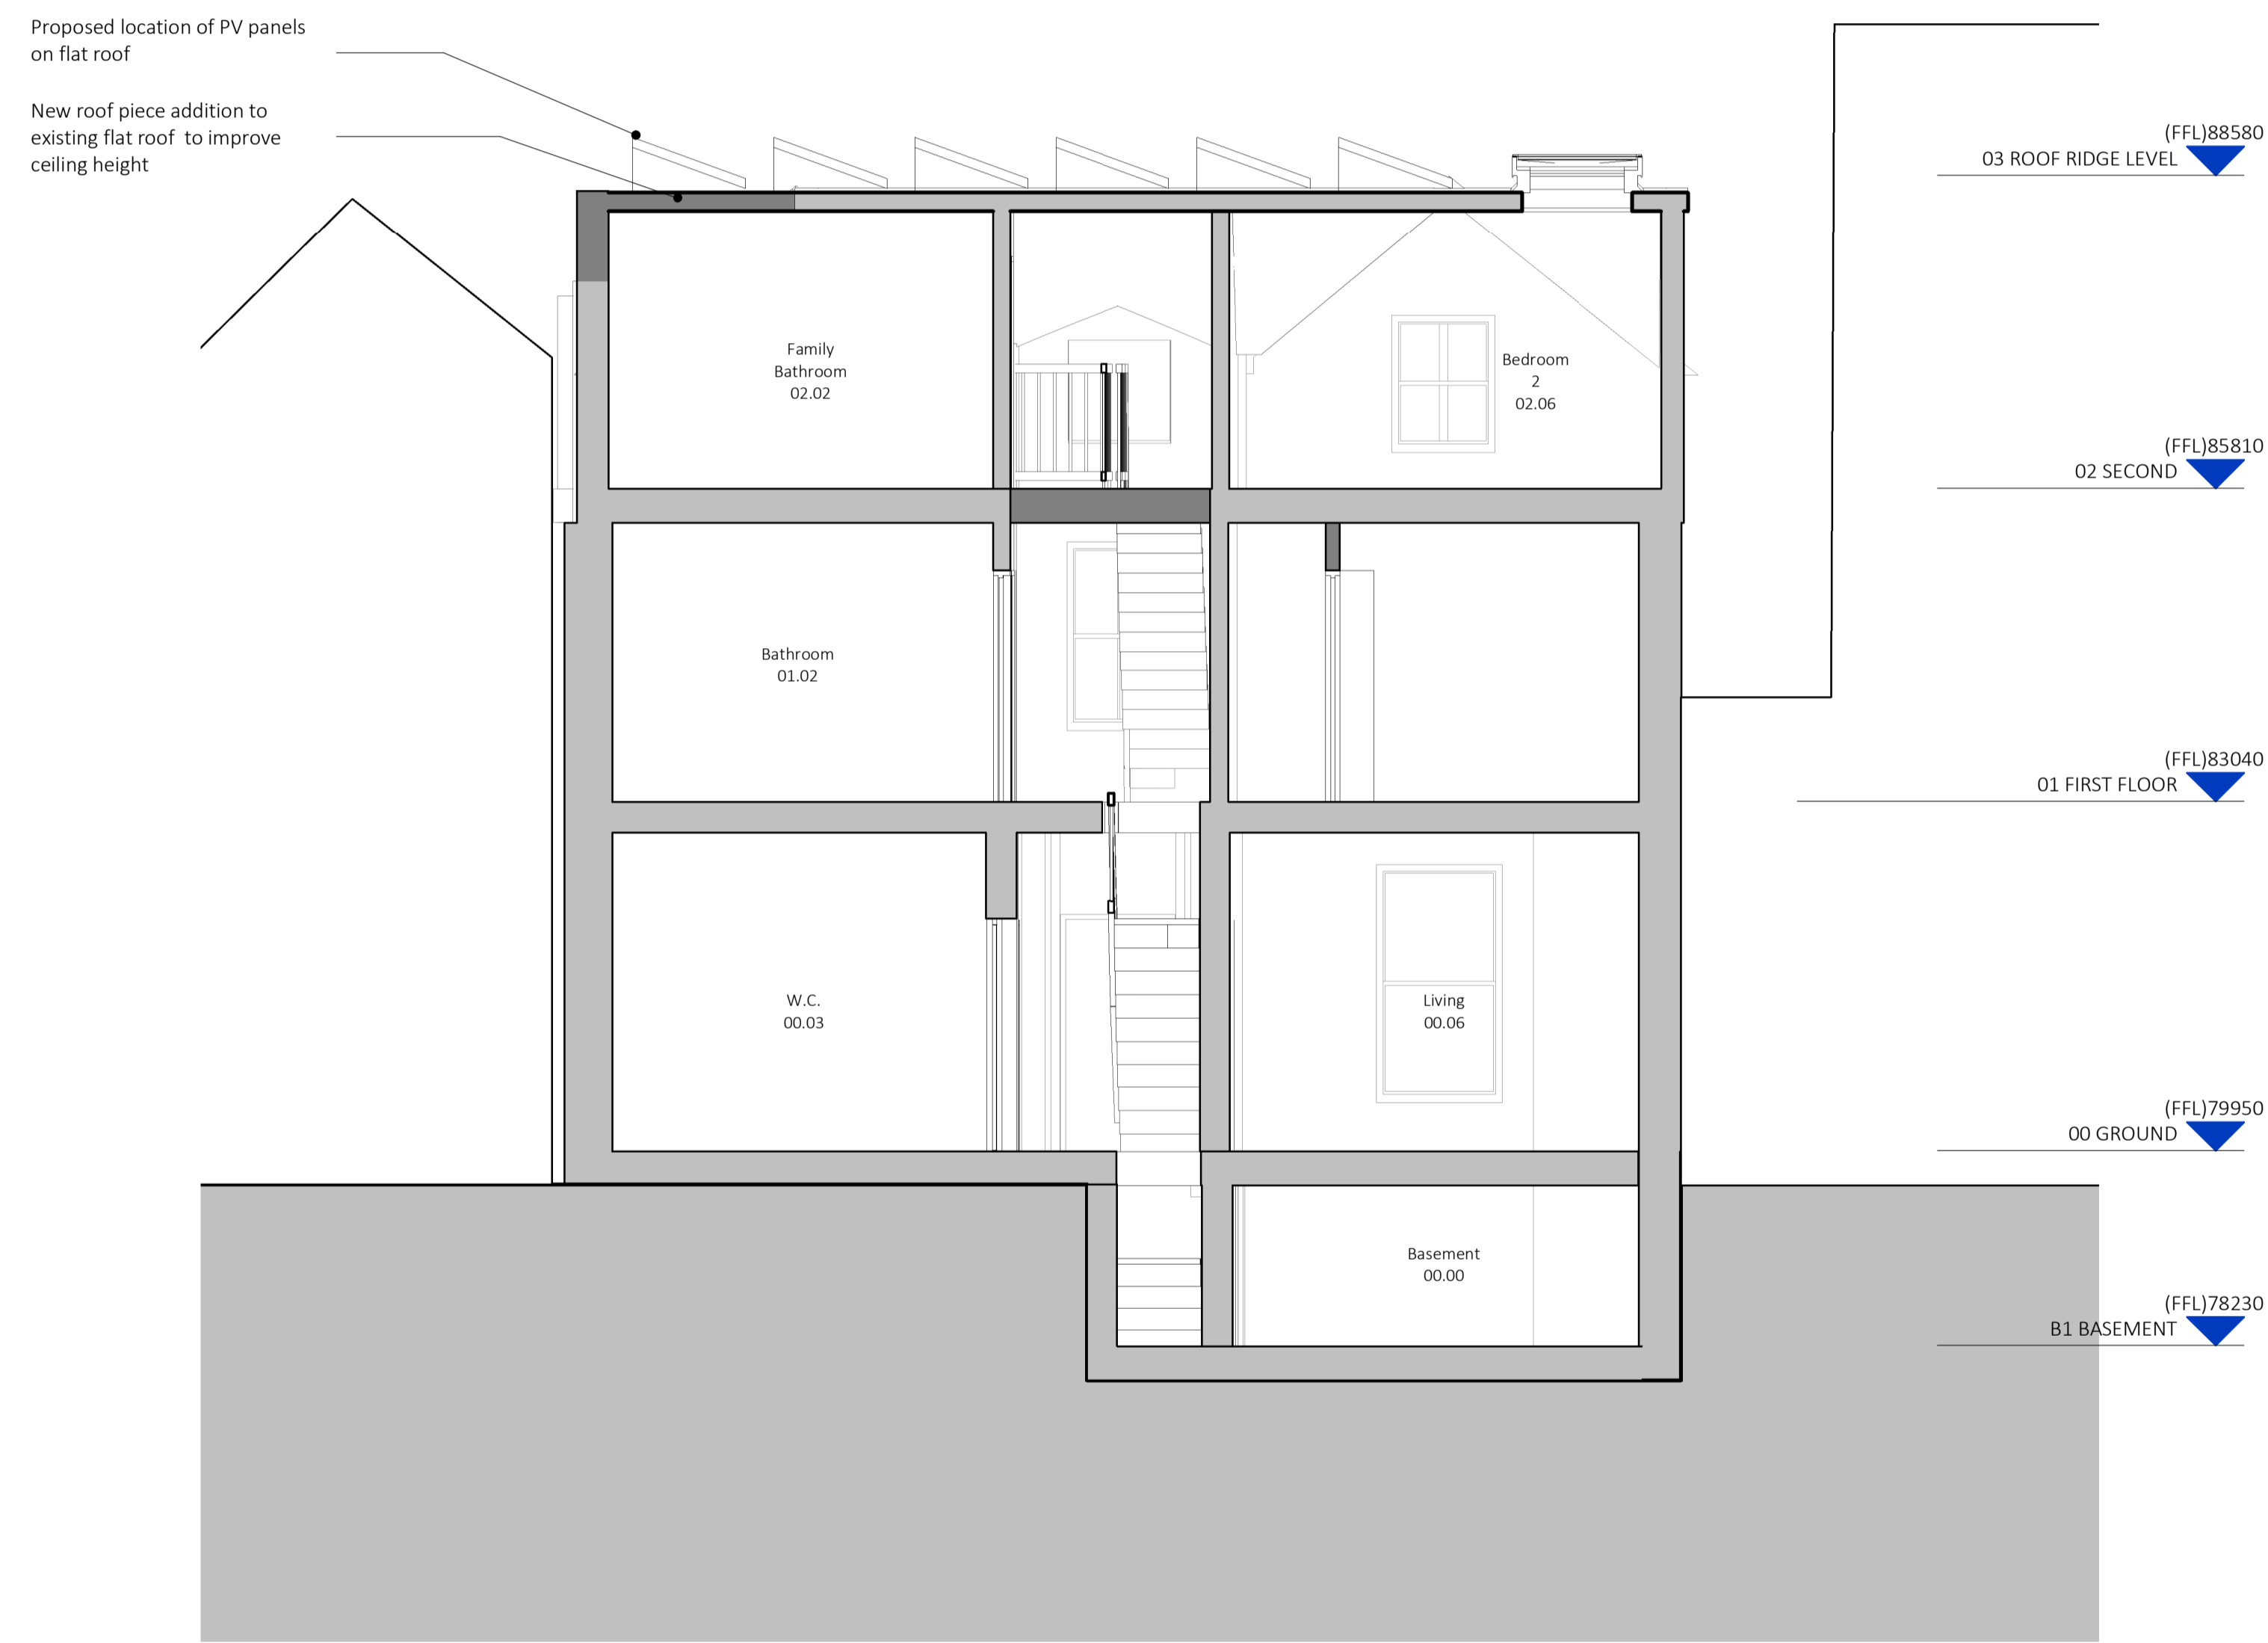 Proposed location of PV panels
on flat roof
New roof piece addition to
existing flat roof to improve
ceiling height
(FFL)88580
03 ROOF RIDGE LEVEL
Family
Bathroom
02.02
Bedroom
2
02.06
(FFL)85810
02 SECOND
Bathroom
01.02
(FFL)83040
01 FIRST FLOOR
W.C.
00.03
Living
00.06
(FFL)79950
00 GROUND
Basement
00.00
(FFL)78230
B1 BASEMENT